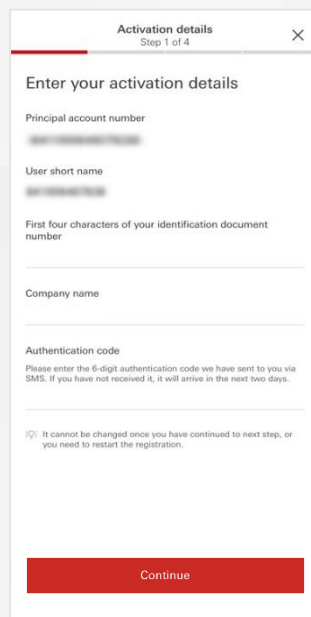 Activation details
Step 1 of 4
Enter your activation details
Principal account number
User short name
First four characters of your identification document
number
Company name
Authentication code
Please enter the 6-digit authentication code we have sent to you via
SMS. If you have not received it, it will arrive in the next two days.
It cannot be changed once you have continued to next step, or
you need to restart the registration.
Continue